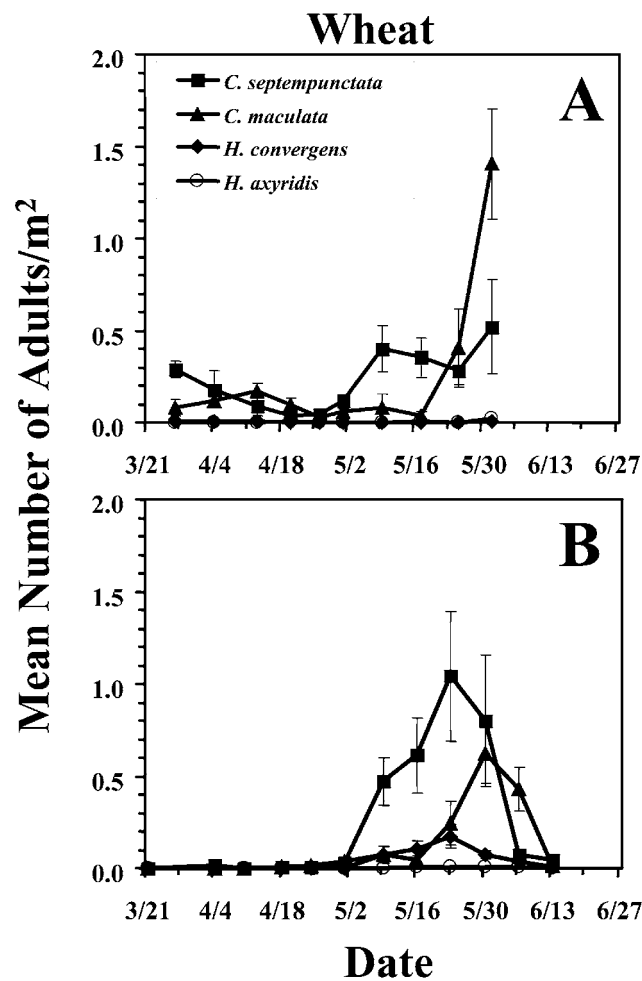 Wheat
Mean Number of Adults/m²
2.0
1.5
1.0
0.5
0.0
C. septempunctata
C. maculata
H. convergens
H. axyridis
A
3/21 4/4 4/18 5/2 5/16 5/30 6/13 6/27
2.0
1.5
1.0
0.5
0.0
B
3/21 4/4 4/18 5/2 5/16 5/30 6/13 6/27
Date